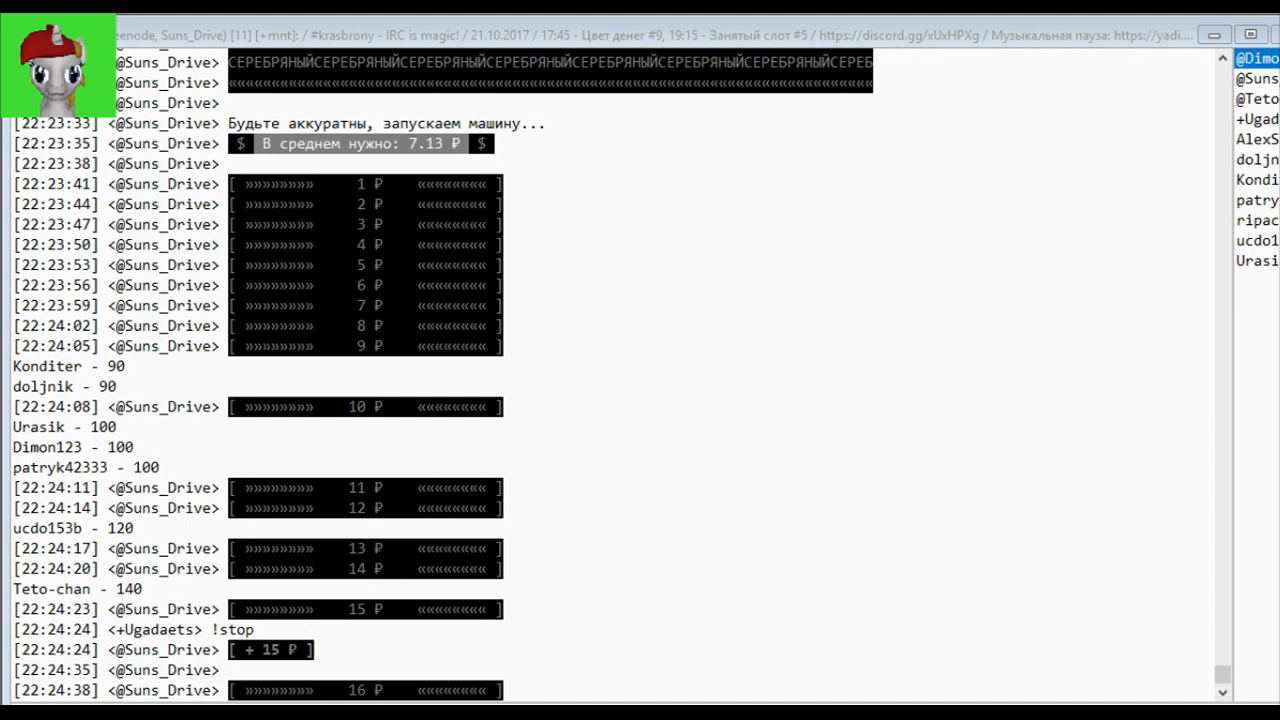 eenode, Suns_Drive) [11] [+mnt]: / #krasbrony - IRC is magic! / 21.10.2017 / 17:45 - Цвет денег #9, 19:15 - Занятый слот #5 / https://discord.gg/xUxHPXg / Музыкальная пауза: https://yadi....
<@Suns_Drive> СЕРЕБРЯНЫЙСЕРЕБРЯНЫЙСЕРЕБРЯНЫЙСЕРЕБРЯНЫЙСЕРЕБРЯНЫЙСЕРЕБРЯНЫЙСЕРЕБРЯНЫЙСЕРЕБ
<@Suns_Drive> «««««««««««««««««««««««««««««««««««««««««««««««««««««««««««««««««««««««««««
<@Suns_Drive>
[22:23:33] <@Suns_Drive> Будьте аккуратны, запускаем машину...
[22:23:35] <@Suns_Drive> $ В среднем нужно: 7.13 ₽ $
[22:23:38] <@Suns_Drive>
[22:23:41] <@Suns_Drive> [ »»»»»»»» 1 ₽ «««««««« ]
[22:23:44] <@Suns_Drive> [ »»»»»»»» 2 ₽ «««««««« ]
[22:23:47] <@Suns_Drive> [ »»»»»»»» 3 ₽ «««««««« ]
[22:23:50] <@Suns_Drive> [ »»»»»»»» 4 ₽ «««««««« ]
[22:23:53] <@Suns_Drive> [ »»»»»»»» 5 ₽ «««««««« ]
[22:23:56] <@Suns_Drive> [ »»»»»»»» 6 ₽ «««««««« ]
[22:23:59] <@Suns_Drive> [ »»»»»»»» 7 ₽ «««««««« ]
[22:24:02] <@Suns_Drive> [ »»»»»»»» 8 ₽ «««««««« ]
[22:24:05] <@Suns_Drive> [ »»»»»»»» 9 ₽ «««««««« ]
Konditer - 90
doljnik - 90
[22:24:08] <@Suns_Drive> [ »»»»»»»» 10 ₽ «««««««« ]
Urasik - 100
Dimon123 - 100
patryk42333 - 100
[22:24:11] <@Suns_Drive> [ »»»»»»»» 11 ₽ «««««««« ]
[22:24:14] <@Suns_Drive> [ »»»»»»»» 12 ₽ «««««««« ]
ucdo153b - 120
[22:24:17] <@Suns_Drive> [ »»»»»»»» 13 ₽ «««««««« ]
[22:24:20] <@Suns_Drive> [ »»»»»»»» 14 ₽ «««««««« ]
Teto-chan - 140
[22:24:23] <@Suns_Drive> [ »»»»»»»» 15 ₽ «««««««« ]
[22:24:24] <+Ugadaets> !stop
[22:24:24] <@Suns_Drive> [ + 15 ₽ ]
[22:24:35] <@Suns_Drive>
[22:24:38] <@Suns_Drive> [ »»»»»»»» 16 ₽ «««««««« ]
@Dimo
@Suns
@Teto
+Ugad
AlexS
doljn
Kondi
patry
ripac
ucdo1
Urasi